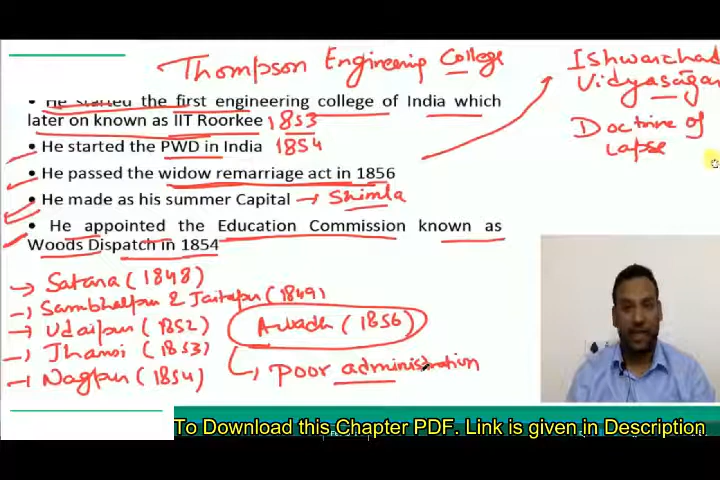 Thompson Engineering College
• He started the first engineering college of India which
later on known as IIT Roorkee 1853
• He started the PWD in India 1854
• He passed the widow remarriage act in 1856
• He made as his summer Capital → Shimla
• He appointed the Education Commission known as
Woods Dispatch in 1854
→ Satara (1848)
→ Sambhalpur & Jaitapur (1849)
→ Udaipur (1852)
→ Jhansi (1853)
→ Nagpur (1854)
Awadh (1856)
→ Poor administration
Ishwarchad
Vidyasagar
Doctrine of
Lapse
To Download this Chapter PDF. Link is given in Description